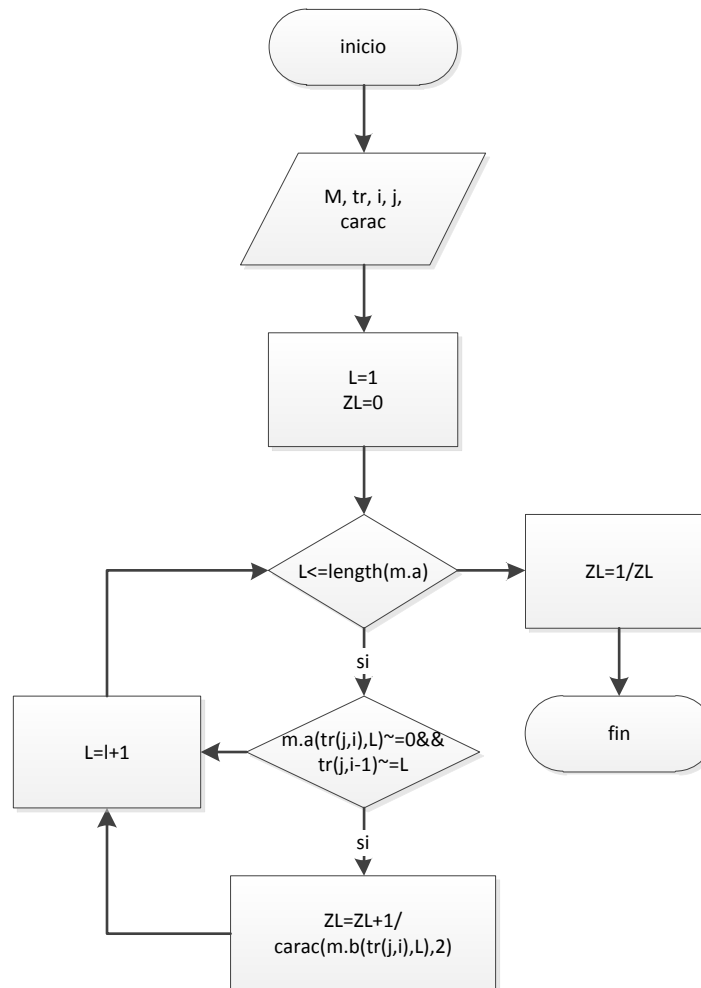 inicio
M, tr, i, j,
carac
L=1
ZL=0
L<=length(m.a)
ZL=1/ZL
si
m.a(tr(j,i),L)~=0&&
tr(j,i-1)~=L
L=l+1
fin
si
ZL=ZL+1/
carac(m.b(tr(j,i),L),2)